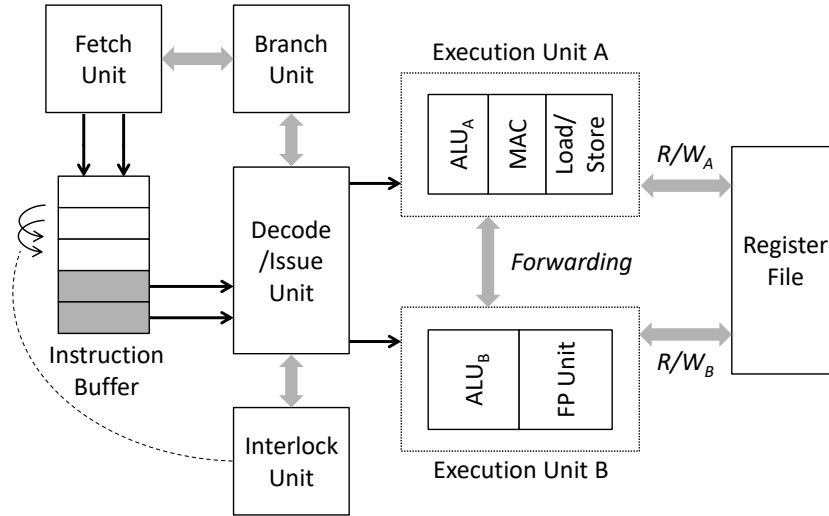 Fetch
Unit
Branch
Unit
Execution Unit A
ALU_A
MAC
Load/
Store
R/W_A
Decode
/Issue
Unit
Forwarding
Register
File
Instruction
Buffer
ALU_B
FP Unit
R/W_B
Interlock
Unit
Execution Unit B